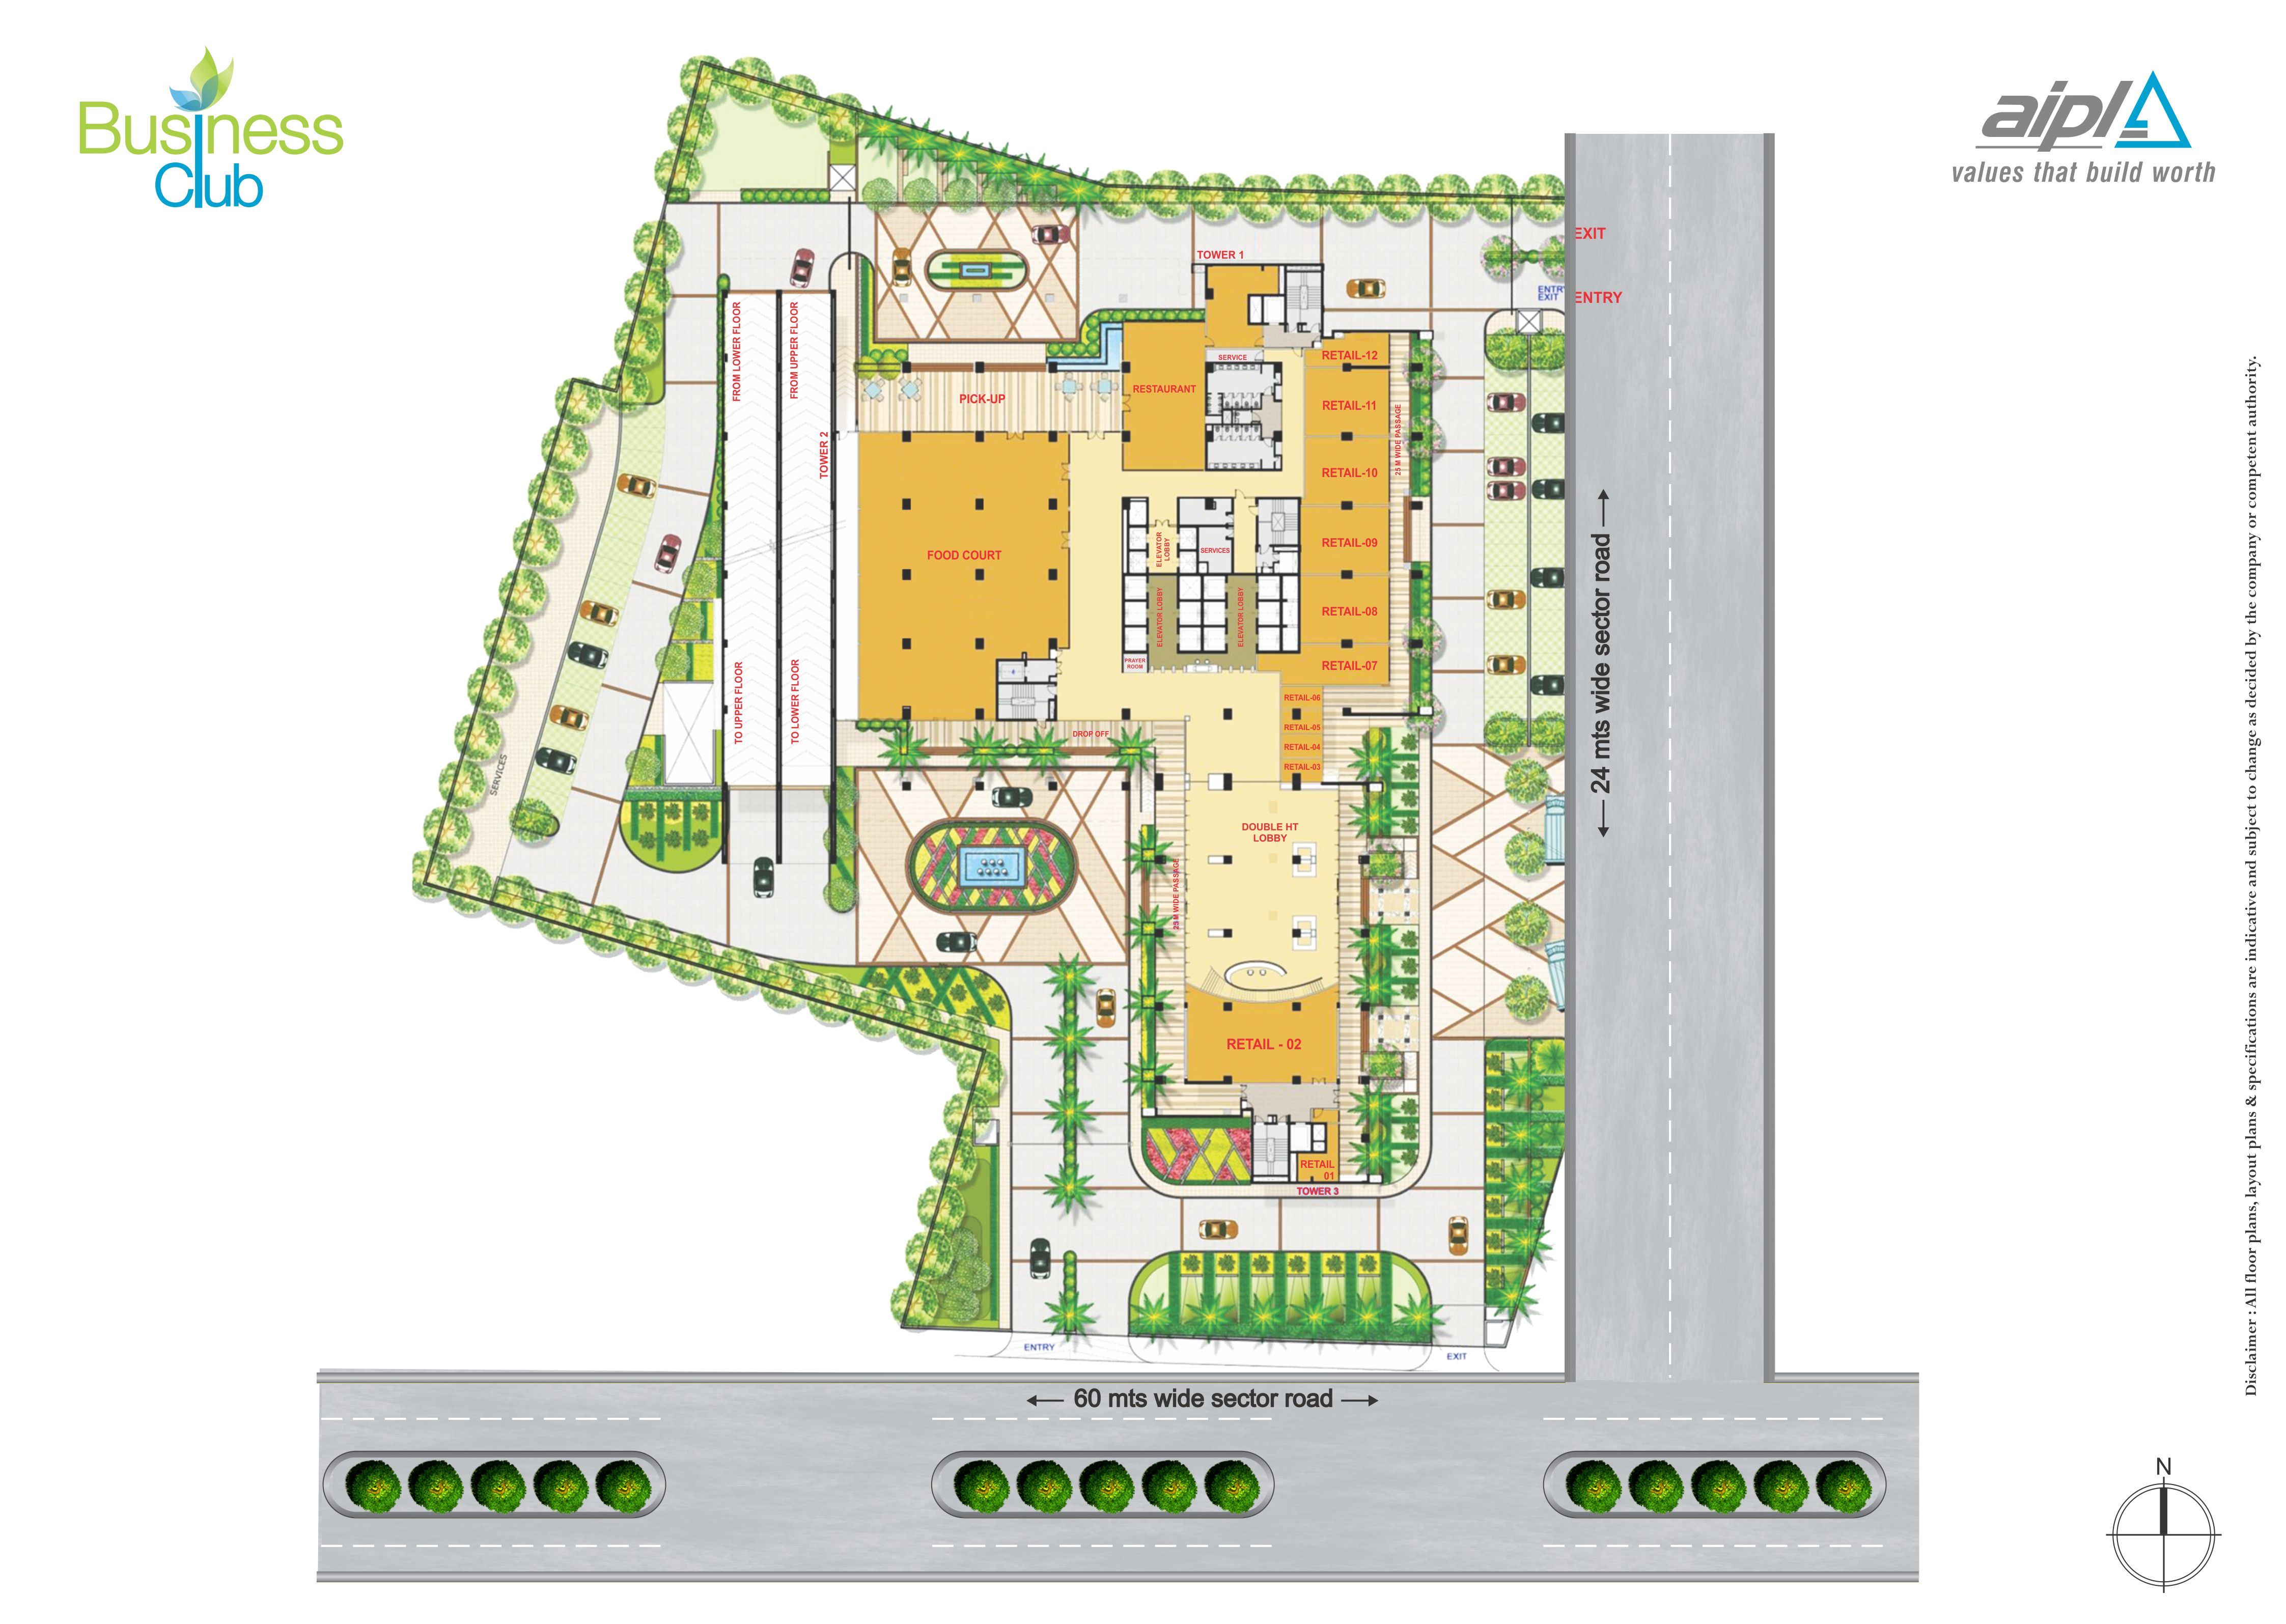 Business
Club
aipl
values that build worth
EXIT
ENTRY
EXIT
ENTRY
TOWER 1
FROM LOWER FLOOR
FROM UPPER FLOOR
TOWER 2
PICK-UP
RESTAURANT
SERVICE
RETAIL-12
RETAIL-11
25 M WIDE PASSAGE
RETAIL-10
FOOD COURT
ELEVATOR
LOBBY
SERVICES
RETAIL-09
ELEVATOR LOBBY
ELEVATOR LOBBY
RETAIL-08
PRAYER
ROOM
RETAIL-07
TO UPPER FLOOR
TO LOWER FLOOR
RETAIL-06
RETAIL-05
RETAIL-04
RETAIL-03
DROP OFF
SERVICES
DOUBLE HT
LOBBY
25 M WIDE PASSAGE
RETAIL - 02
RETAIL
01
TOWER 3
ENTRY
EXIT
24 mts wide sector road
60 mts wide sector road
Disclaimer : All floor plans, layout plans & specifications are indicative and subject to change as decided by the company or competent authority.
N